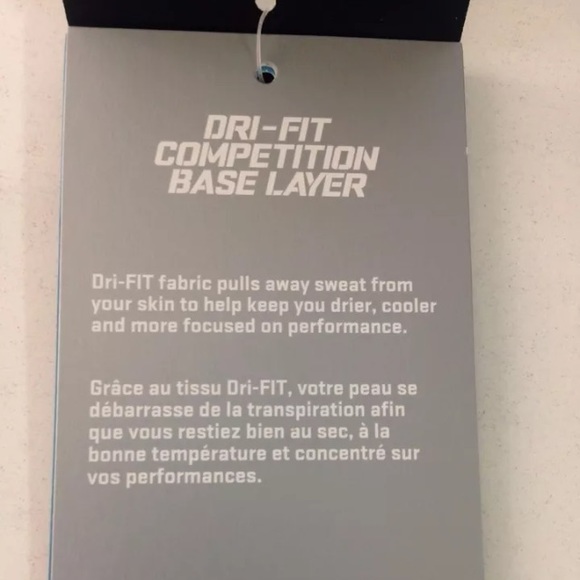 DRI-FIT
COMPETITION
BASE LAYER
Dri-FIT fabric pulls away sweat from
your skin to help keep you drier, cooler
and more focused on performance.
Grâce au tissu Dri-FIT, votre peau se
débarrasse de la transpiration afin
que vous restiez bien au sec, à la
bonne température et concentré sur
vos performances.